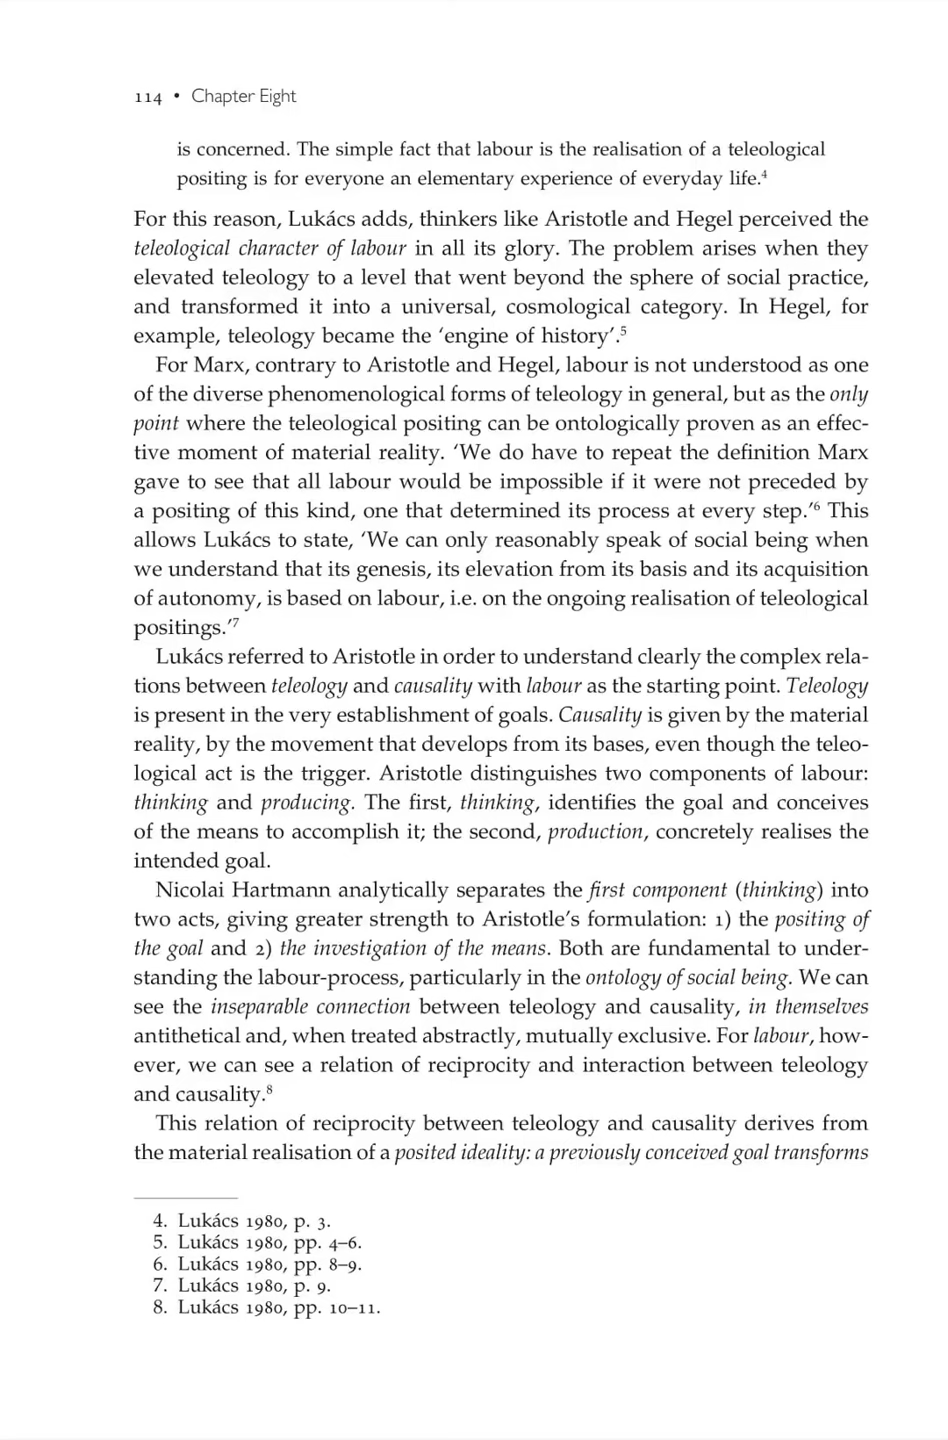 114 • Chapter Eight
is concerned. The simple fact that labour is the realisation of a teleological
positing is for everyone an elementary experience of everyday life.⁴
For this reason, Lukács adds, thinkers like Aristotle and Hegel perceived the
teleological character of labour in all its glory. The problem arises when they
elevated teleology to a level that went beyond the sphere of social practice,
and transformed it into a universal, cosmological category. In Hegel, for
example, teleology became the ‘engine of history’.⁵
For Marx, contrary to Aristotle and Hegel, labour is not understood as one
of the diverse phenomenological forms of teleology in general, but as the only
point where the teleological positing can be ontologically proven as an effec-
tive moment of material reality. ‘We do have to repeat the definition Marx
gave to see that all labour would be impossible if it were not preceded by
a positing of this kind, one that determined its process at every step.’⁶ This
allows Lukács to state, ‘We can only reasonably speak of social being when
we understand that its genesis, its elevation from its basis and its acquisition
of autonomy, is based on labour, i.e. on the ongoing realisation of teleological
positings.’⁷
Lukács referred to Aristotle in order to understand clearly the complex rela-
tions between teleology and causality with labour as the starting point. Teleology
is present in the very establishment of goals. Causality is given by the material
reality, by the movement that develops from its bases, even though the teleo-
logical act is the trigger. Aristotle distinguishes two components of labour:
thinking and producing. The first, thinking, identifies the goal and conceives
of the means to accomplish it; the second, production, concretely realises the
intended goal.
Nicolai Hartmann analytically separates the first component (thinking) into
two acts, giving greater strength to Aristotle’s formulation: 1) the positing of
the goal and 2) the investigation of the means. Both are fundamental to under-
standing the labour-process, particularly in the ontology of social being. We can
see the inseparable connection between teleology and causality, in themselves
antithetical and, when treated abstractly, mutually exclusive. For labour, how-
ever, we can see a relation of reciprocity and interaction between teleology
and causality.⁸
This relation of reciprocity between teleology and causality derives from
the material realisation of a posited ideality: a previously conceived goal transforms
4. Lukács 1980, p. 3.
5. Lukács 1980, pp. 4–6.
6. Lukács 1980, pp. 8–9.
7. Lukács 1980, p. 9.
8. Lukács 1980, pp. 10–11.